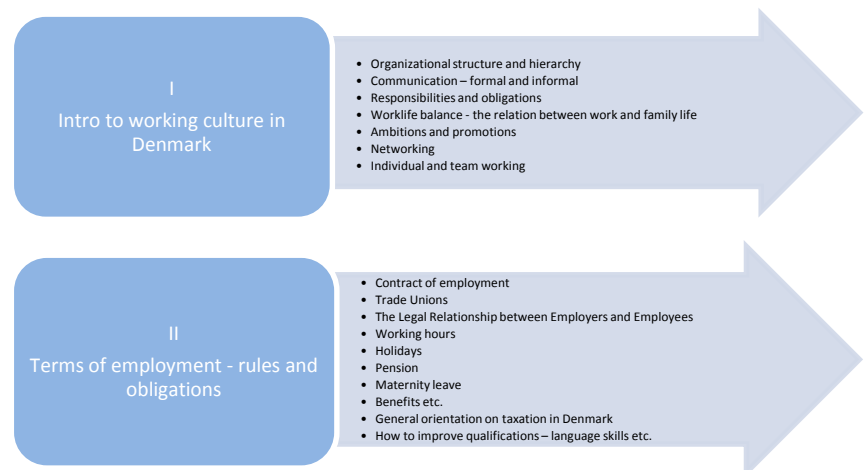 I
Intro to working culture in
Denmark
• Organizational structure and hierarchy
• Communication – formal and informal
• Responsibilities and obligations
• Worklife balance - the relation between work and family life
• Ambitions and promotions
• Networking
• Individual and team working
II
Terms of employment - rules and
obligations
• Contract of employment
• Trade Unions
• The Legal Relationship between Employers and Employees
• Working hours
• Holidays
• Pension
• Maternity leave
• Benefits etc.
• General orientation on taxation in Denmark
• How to improve qualifications – language skills etc.